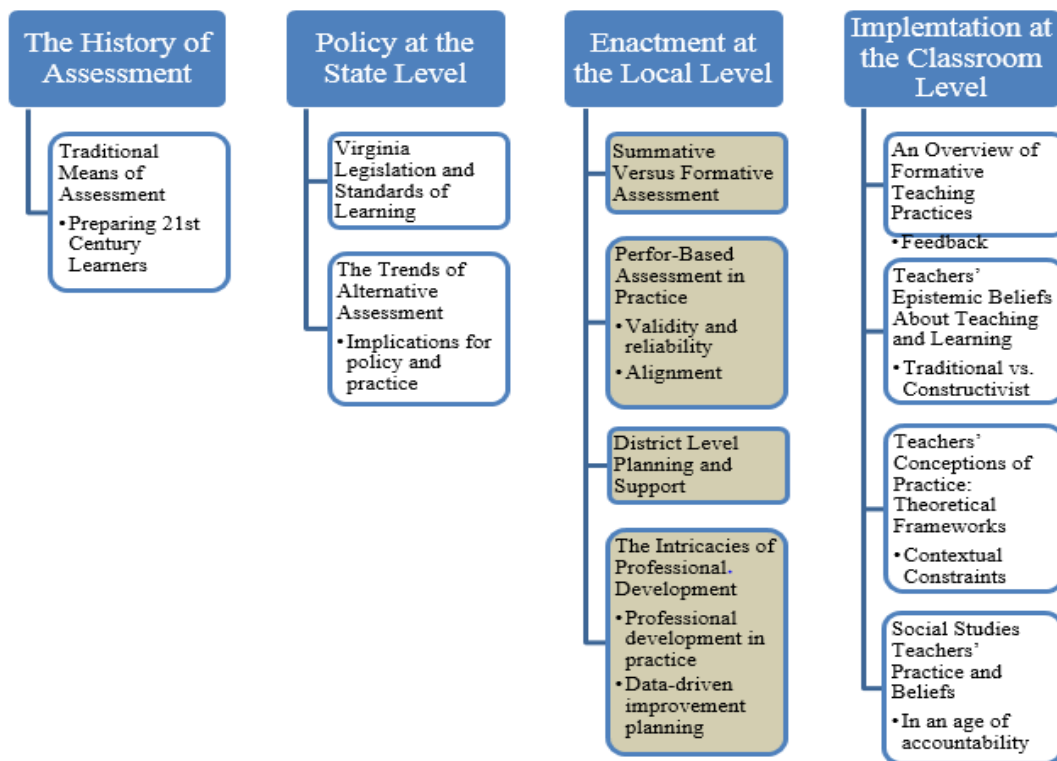 The History of
Assessment
Traditional
Means of
Assessment
•Preparing 21st
Century
Learners
Policy at the
State Level
Virginia
Legislation and
Standards of
Learning
The Trends of
Alternative
Assessment
•Implications for
policy and
practice
Enactment at
the Local Level
Summative
Versus Formative
Assessment
Perfor-Based
Assessment in
Practice
•Validity and
reliability
•Alignment
District Level
Planning and
Support
The Intricacies of
Professional.
Development
•Professional
development in
practice
•Data-driven
improvement
planning
Implemtation at
the Classroom
Level
An Overview of
Formative
Teaching
Practices
•Feedback
Teachers’
Epistemic Beliefs
About Teaching
and Learning
•Traditional vs.
Constructivist
Teachers’
Conceptions of
Practice:
Theoretical
Frameworks
•Contextual
Constraints
Social Studies
Teachers’
Practice and
Beliefs
•In an age of
accountability